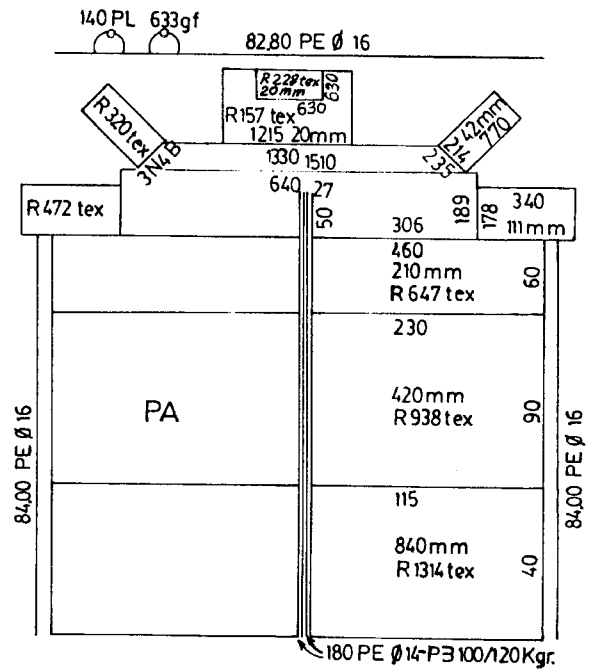 140 PL 633gf
82,80 PE Ø 16
R 229 tex
20mm
630
R157 tex 630
1215 20mm
R 320 tex
3N4B
42mm
214 770
235
1330 1510
640 27
50
189
R 472 tex
178
340
111mm
306
460
210mm
R 647 tex
60
230
PA
420mm
R 938 tex
90
84,00 PE Ø 16
84,00 PE Ø 16
115
840mm
R 1314 tex
40
180 PE Ø 14-PB 100/120 Kgr.